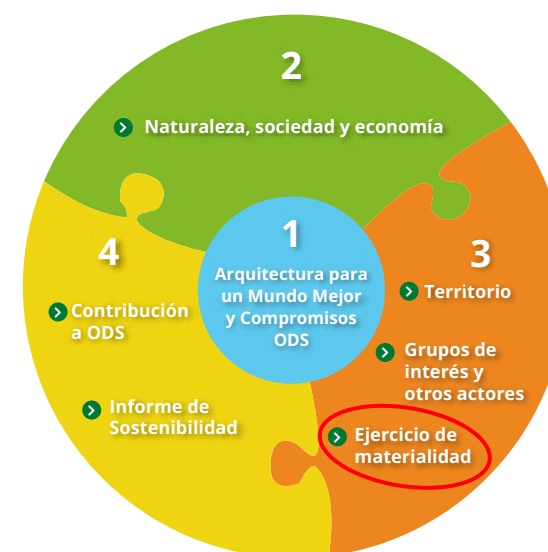 2
Naturaleza, sociedad y economía
1
Arquitectura para
un Mundo Mejor
y Compromisos
ODS
3
Territorio
Grupos de
interés y
otros actores
Ejercicio de
materialidad
4
Contribución
a ODS
Informe de
Sostenibilidad